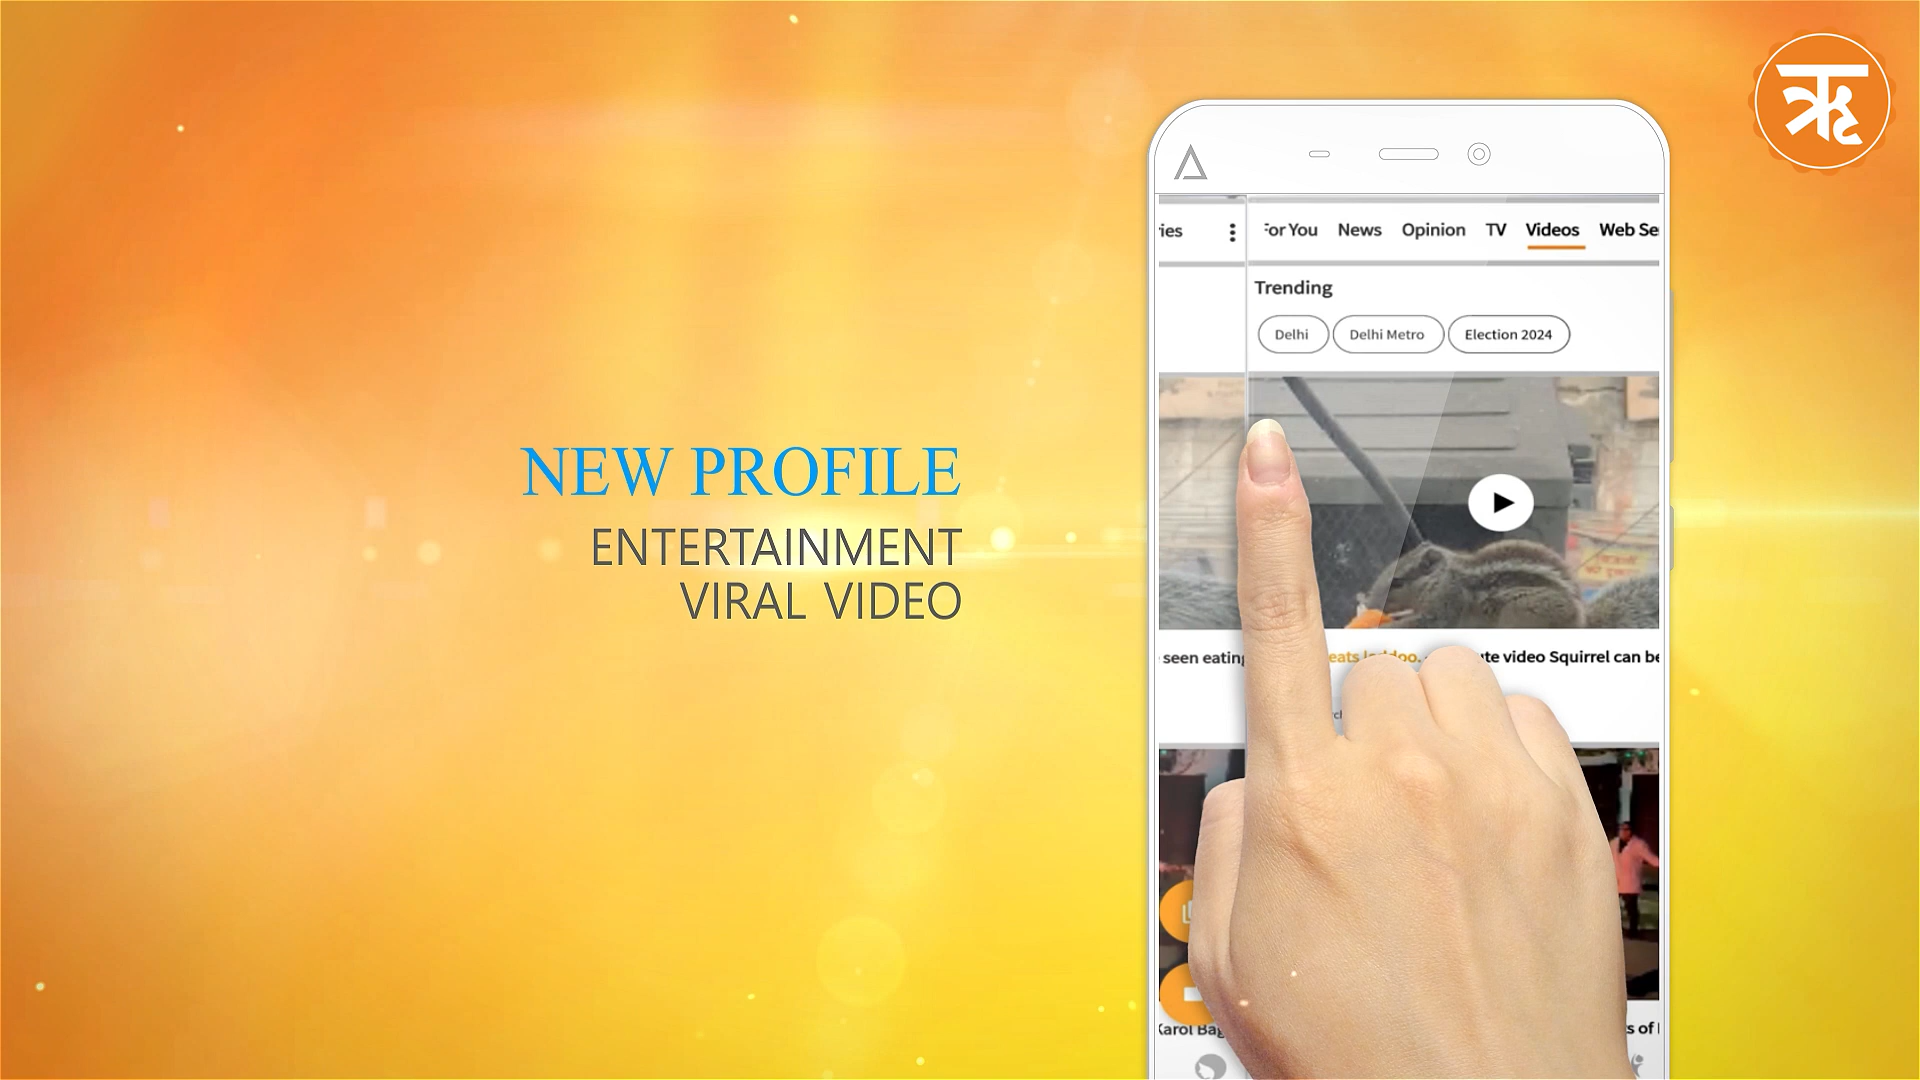 ऋ
NEW PROFILE
ENTERTAINMENT
VIRAL VIDEO
For You News Opinion TV Videos Web Se
Trending
Delhi Delhi Metro Election 2024
seen eating eats video Squirrel can be
Karol Bag s of